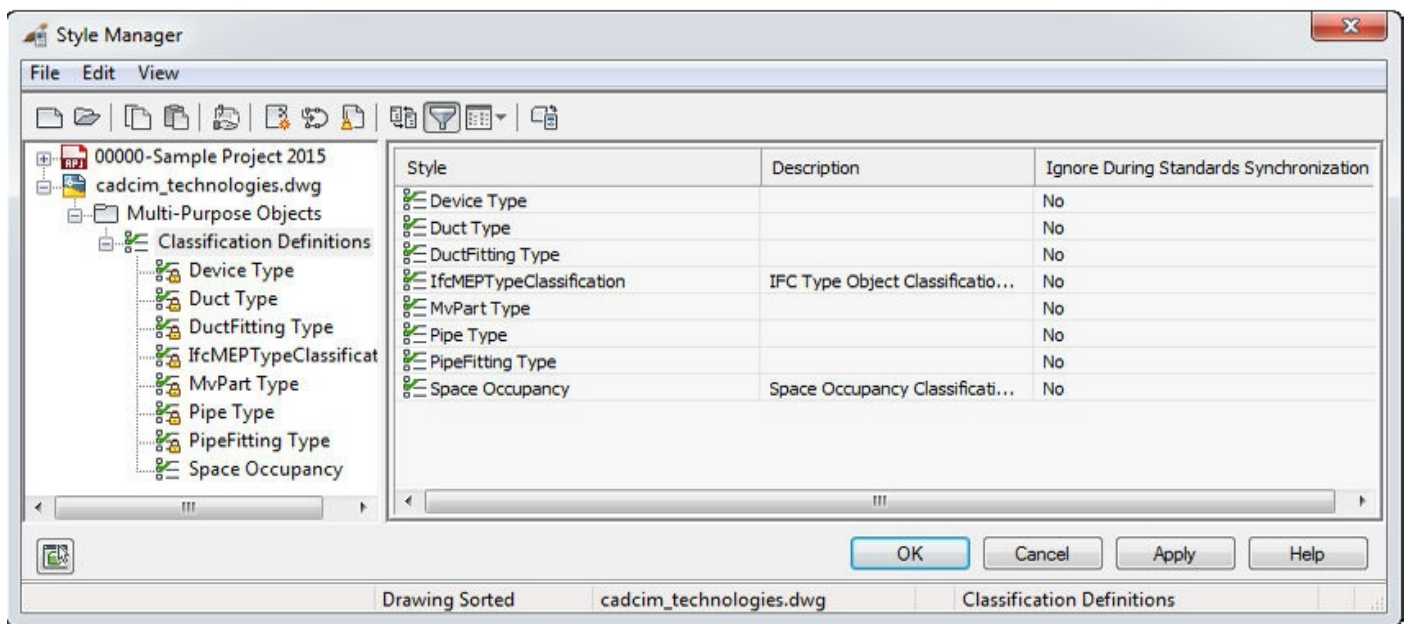 Style Manager
File Edit View
00000-Sample Project 2015
cadcim_technologies.dwg
Multi-Purpose Objects
Classification Definitions
Device Type
Duct Type
DuctFitting Type
IfcMEPTypeClassificat
MvPart Type
Pipe Type
PipeFitting Type
Space Occupancy
Style Description Ignore During Standards Synchronization
Device Type No
Duct Type No
DuctFitting Type No
IfcMEPTypeClassification IFC Type Object Classificatio... No
MvPart Type No
Pipe Type No
PipeFitting Type No
Space Occupancy Space Occupancy Classificati... No
OK Cancel Apply Help
Drawing Sorted cadcim_technologies.dwg Classification Definitions